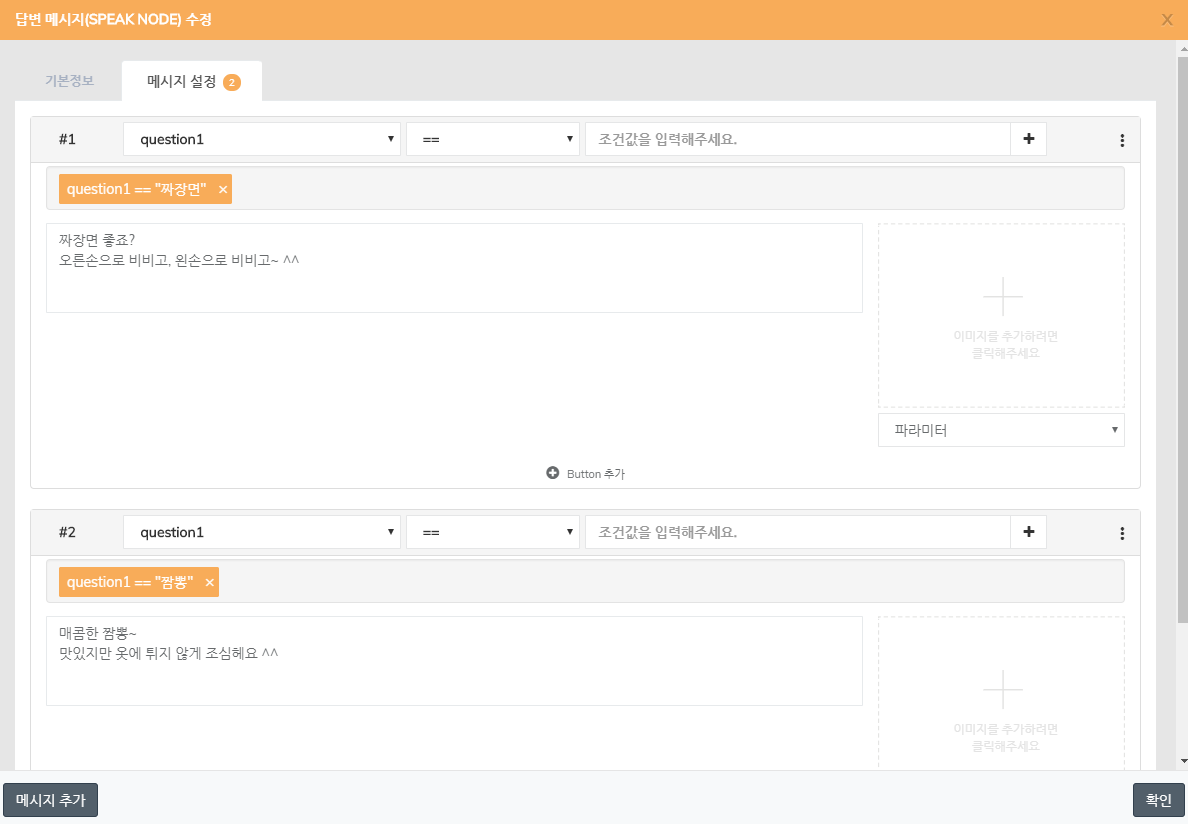 답변 메시지(SPEAK NODE) 수정 X
기본정보 메시지 설정 2
#1 question1 == 조건값을 입력해주세요. +
question1 == "짜장면" ×
짜장면 좋죠?
오른손으로 비비고, 왼손으로 비비고~ ^^
이미지를 추가하려면
클릭해주세요
파라미터
Button 추가
#2 question1 == 조건값을 입력해주세요. +
question1 == "짬뽕" ×
매콤한 짬뽕~
맛있지만 옷에 튀지 않게 조심헤요 ^^
이미지를 추가하려면
클릭해주세요
메시지 추가 확인